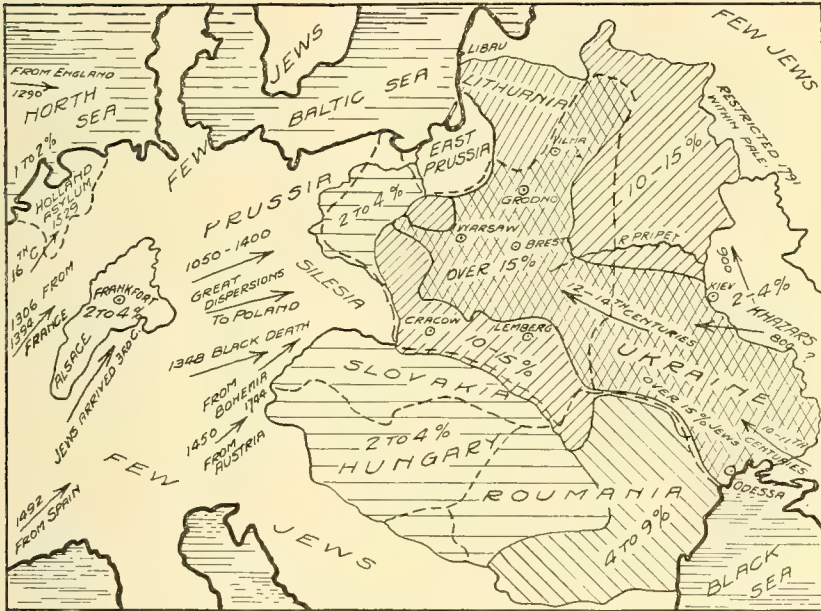 FROM ENGLAND
1290
NORTH
SEA
JEWS
BALTIC SEA
LIBAU
LITHUANIA
VILNA
FEW JEWS
RESTRICTED 1791
WITHIN PALE
1 TO 2%
HOLLAND
ASYLUM
1529
16TH C
FEW
EAST
PRUSSIA
10-15%
GRODNO
PRUSSIA
2 TO 4%
WARSAW
BREST
OVER 15%
R PRIPET
1050-1400
GREAT
DISPERSIONS
TO POLAND
SILESIA
FRANKFORT
2 TO 4%
ALSACE
1306 FROM
1394 FRANCE
JEWS ARRIVED 3RD C
KIEV
900
2-4%
KHAZARS
800?
12-14TH CENTURIES
CRACOW
LEMBERG
10-15%
1348 BLACK DEATH
FROM
BOHEMIA
1744
1450
FROM
AUSTRIA
SLOVAKIA
2 TO 4%
HUNGARY
UKRAINE
OVER 15% JEWS
10-11TH
CENTURIES
ODESSA
ROUMANIA
4 TO 9%
FEW
JEWS
1492
FROM SPAIN
BLACK
SEA